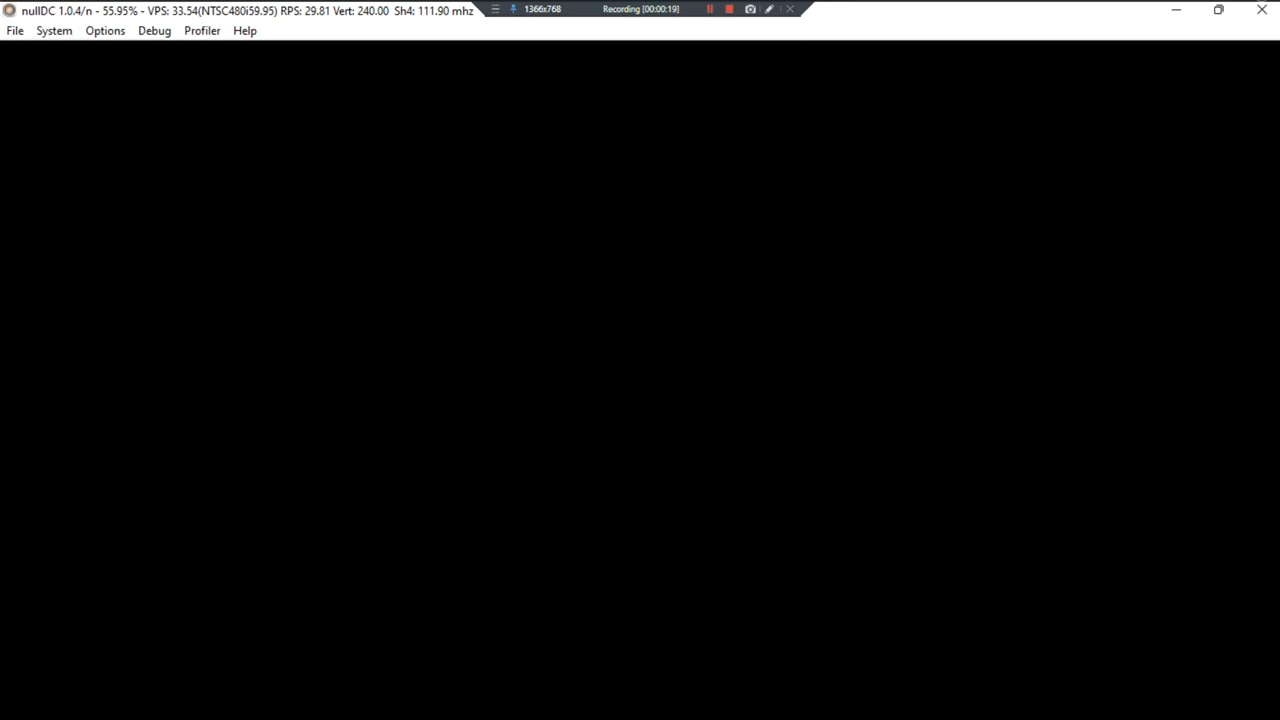 nullDC 1.0.4/n - 55.95% - VPS: 33.54(NTSC480i59.95) RPS: 29.81 Vert: 240.00 Sh4: 111.90 mhz
1366x768 Recording [00:00:19]
File System Options Debug Profiler Help